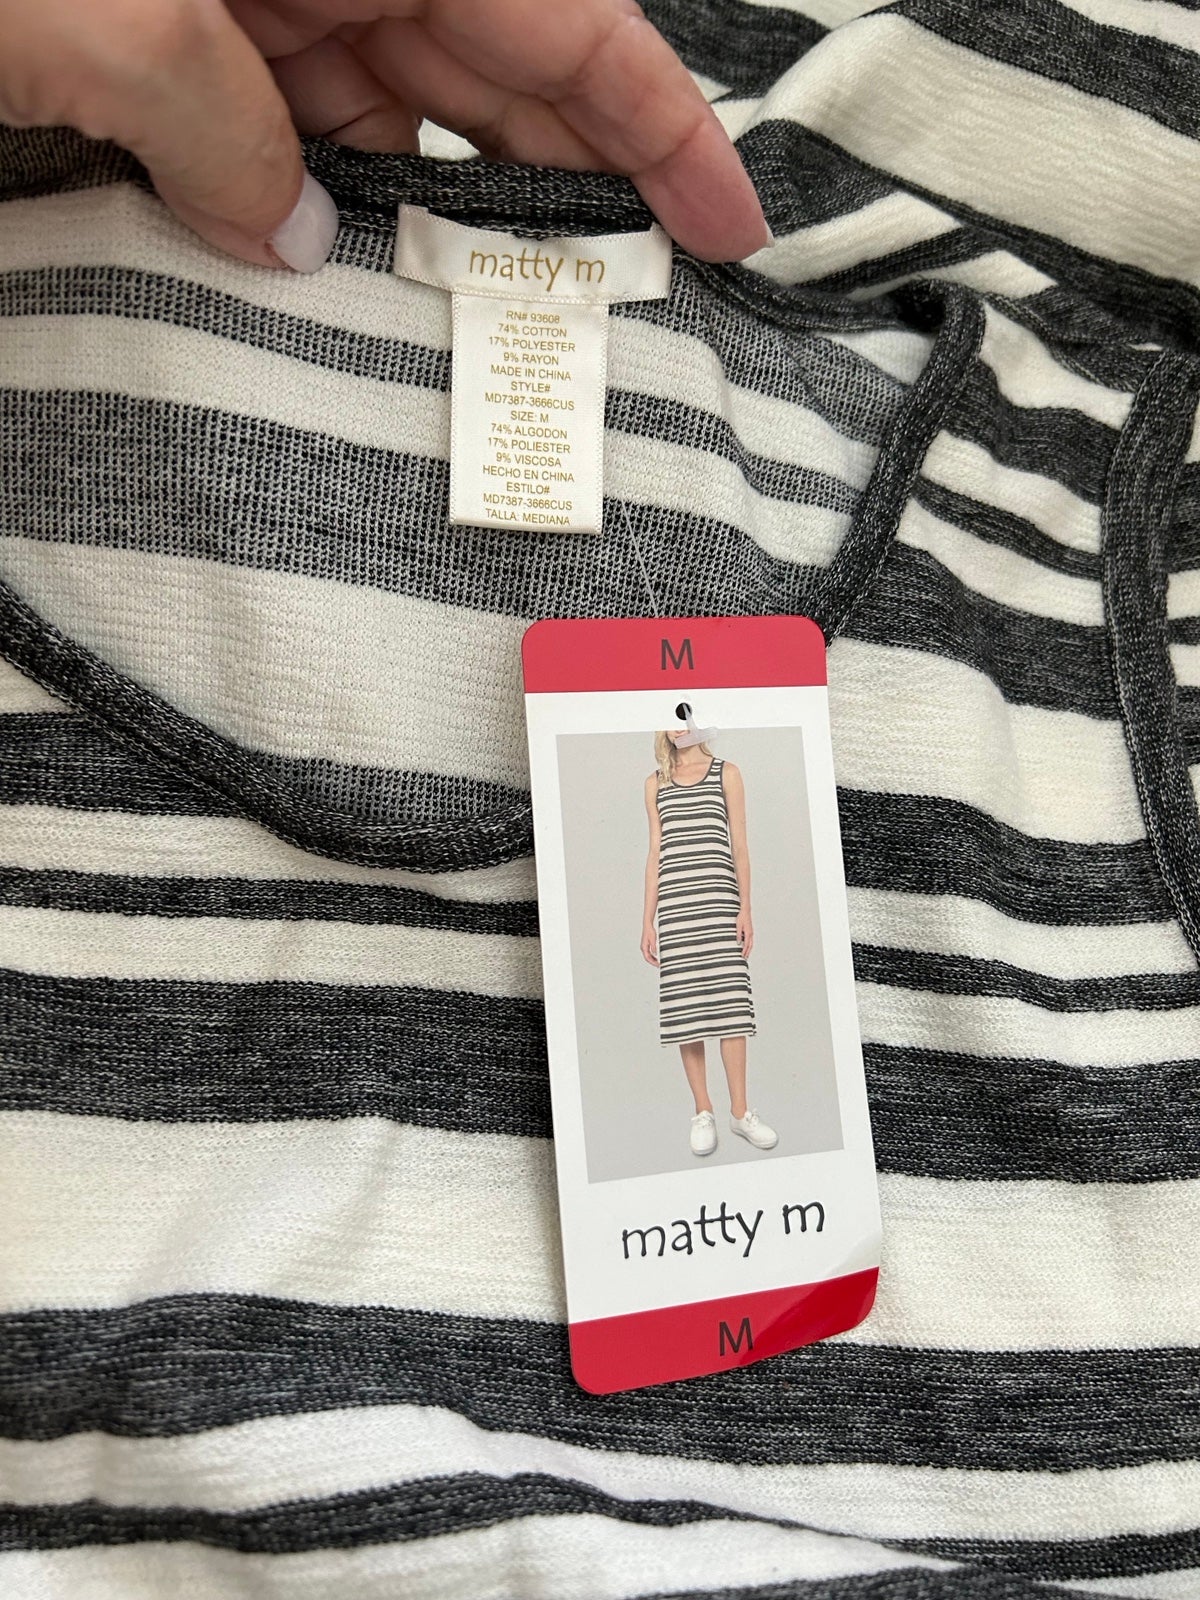 matty m
RN# 93608
74% COTTON
17% POLYESTER
9% RAYON
MADE IN CHINA
STYLE#
MD7387-3666CUS
SIZE: M
74% ALGODON
17% POLIESTER
9% VISCOSA
HECHO EN CHINA
ESTILO#
MD7387-3666CUS
TALLA: MEDIANA
M
matty m
M